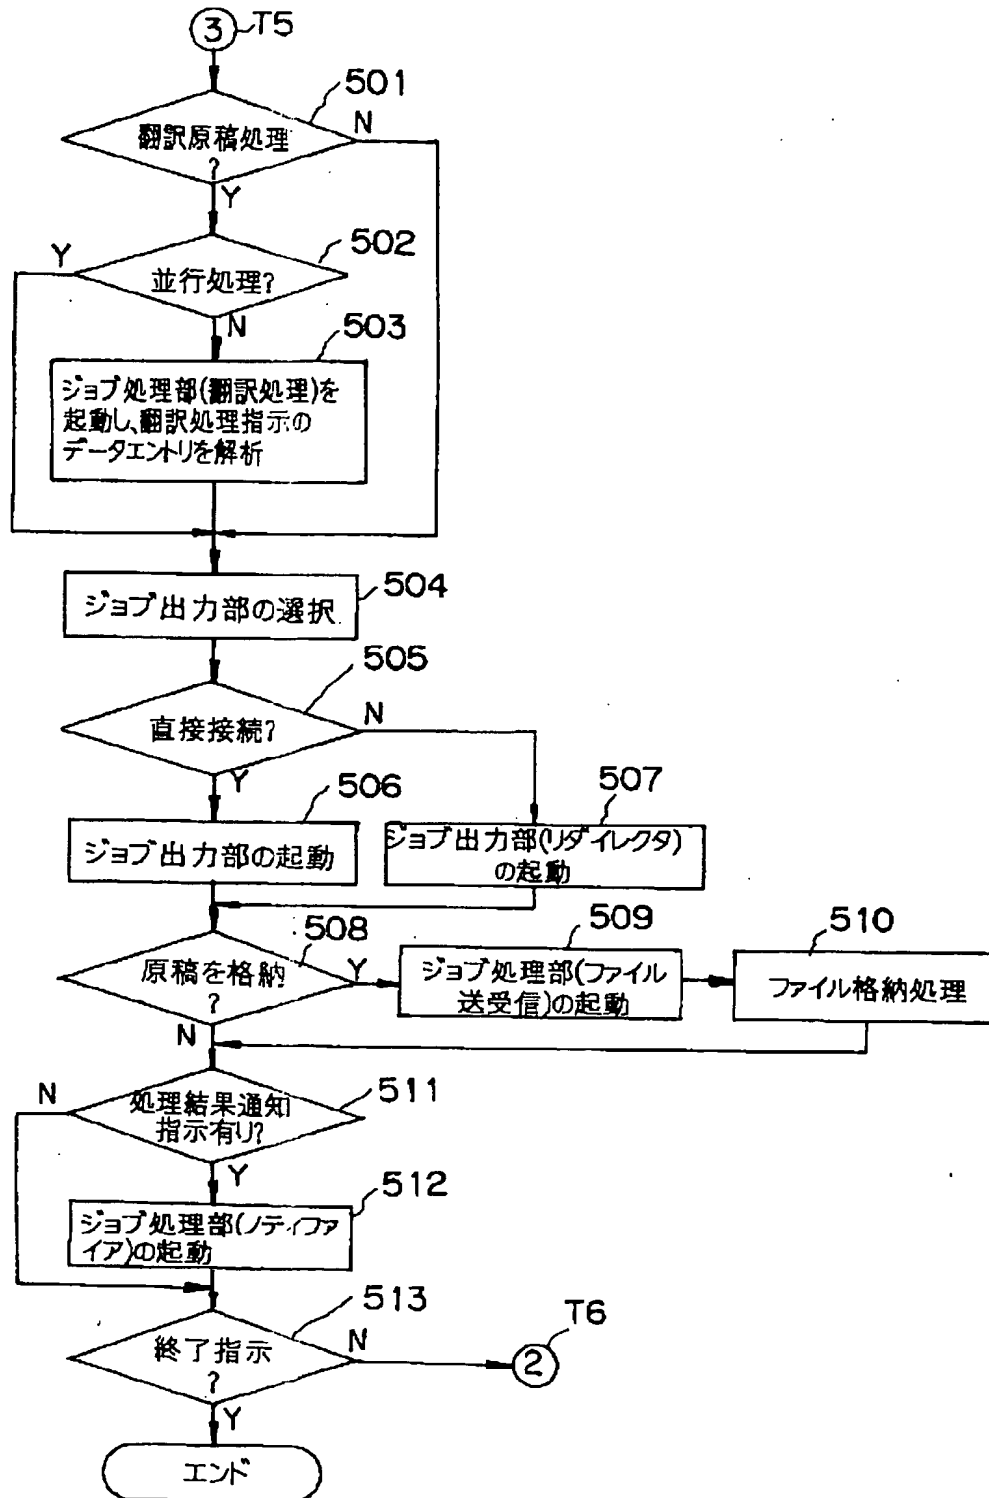 3 T5
501
翻訳原稿処理
?
N
Y
502
Y
並行処理?
N
503
ジョブ処理部(翻訳処理)を
起動し、翻訳処理指示の
データエントリを解析
504
ジョブ出力部の選択
505
直接接続?
N
Y
506
ジョブ出力部の起動
507
ジョブ出力部(リダイレクタ)
の起動
508
原稿を格納
?
Y
N
509
ジョブ処理部(ファイル
送受信)の起動
510
ファイル格納処理
511
N
処理結果通知
指示有り?
Y
512
ジョブ処理部(ノティファ
イア)の起動
513
終了指示
?
N
T6
2
Y
エンド